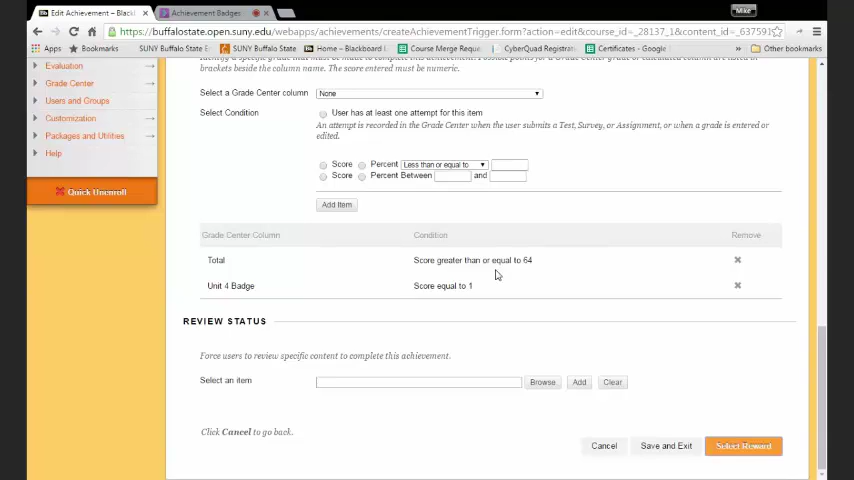 Edit Achievement – Blackb
Achievement Badges
Mike
https://buffalostate.open.suny.edu/webapps/achievements/createAchievementTrigger.form?action=edit&course_id=_28137_1&content_id=_637591
Apps Bookmarks SUNY Buffalo State E SUNY Buffalo State Home – Blackboard Course Merge Reque CyberQuad Registra Certificates - Google » Other bookmarks
Evaluation
Grade Center
Users and Groups
Customization
Packages and Utilities
Help
Quick Unenroll
brackets beside the column name. The score entered must be numeric.
Select a Grade Center column None
Select Condition User has at least one attempt for this item
An attempt is recorded in the Grade Center when the user submits a Test, Survey, or Assignment, or when a grade is entered or
edited.
Score Percent Less than or equal to
Score Percent Between and
Add Item
Grade Center Column Condition Remove
Total Score greater than or equal to 64
Unit 4 Badge Score equal to 1
REVIEW STATUS
Force users to review specific content to complete this achievement.
Select an item Browse Add Clear
Click Cancel to go back.
Cancel Save and Exit Select Reward